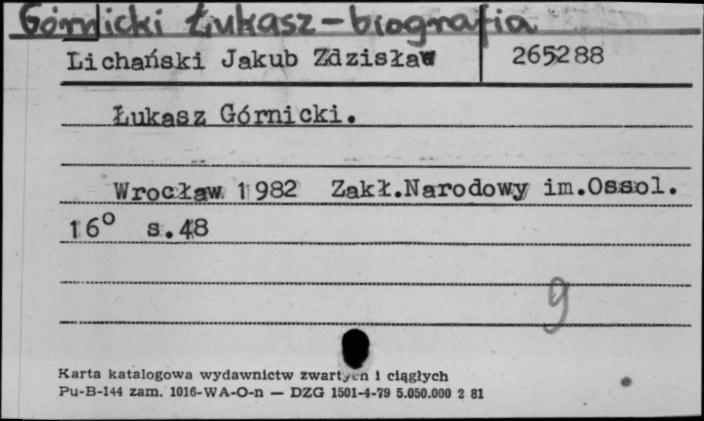 Górnicki Łukasz - biografia
Lichański Jakub Zdzisław 265288
Łukasz Górnicki.
Wrocław 1982 Zakł.Narodowy im.Ossol.
16° s.48
9
Karta katalogowa wydawnictw zwartych i ciągłych
Pu-B-144 zam. 1016-WA-O-n — DZG 1501-4-79 5.050.000 2 81